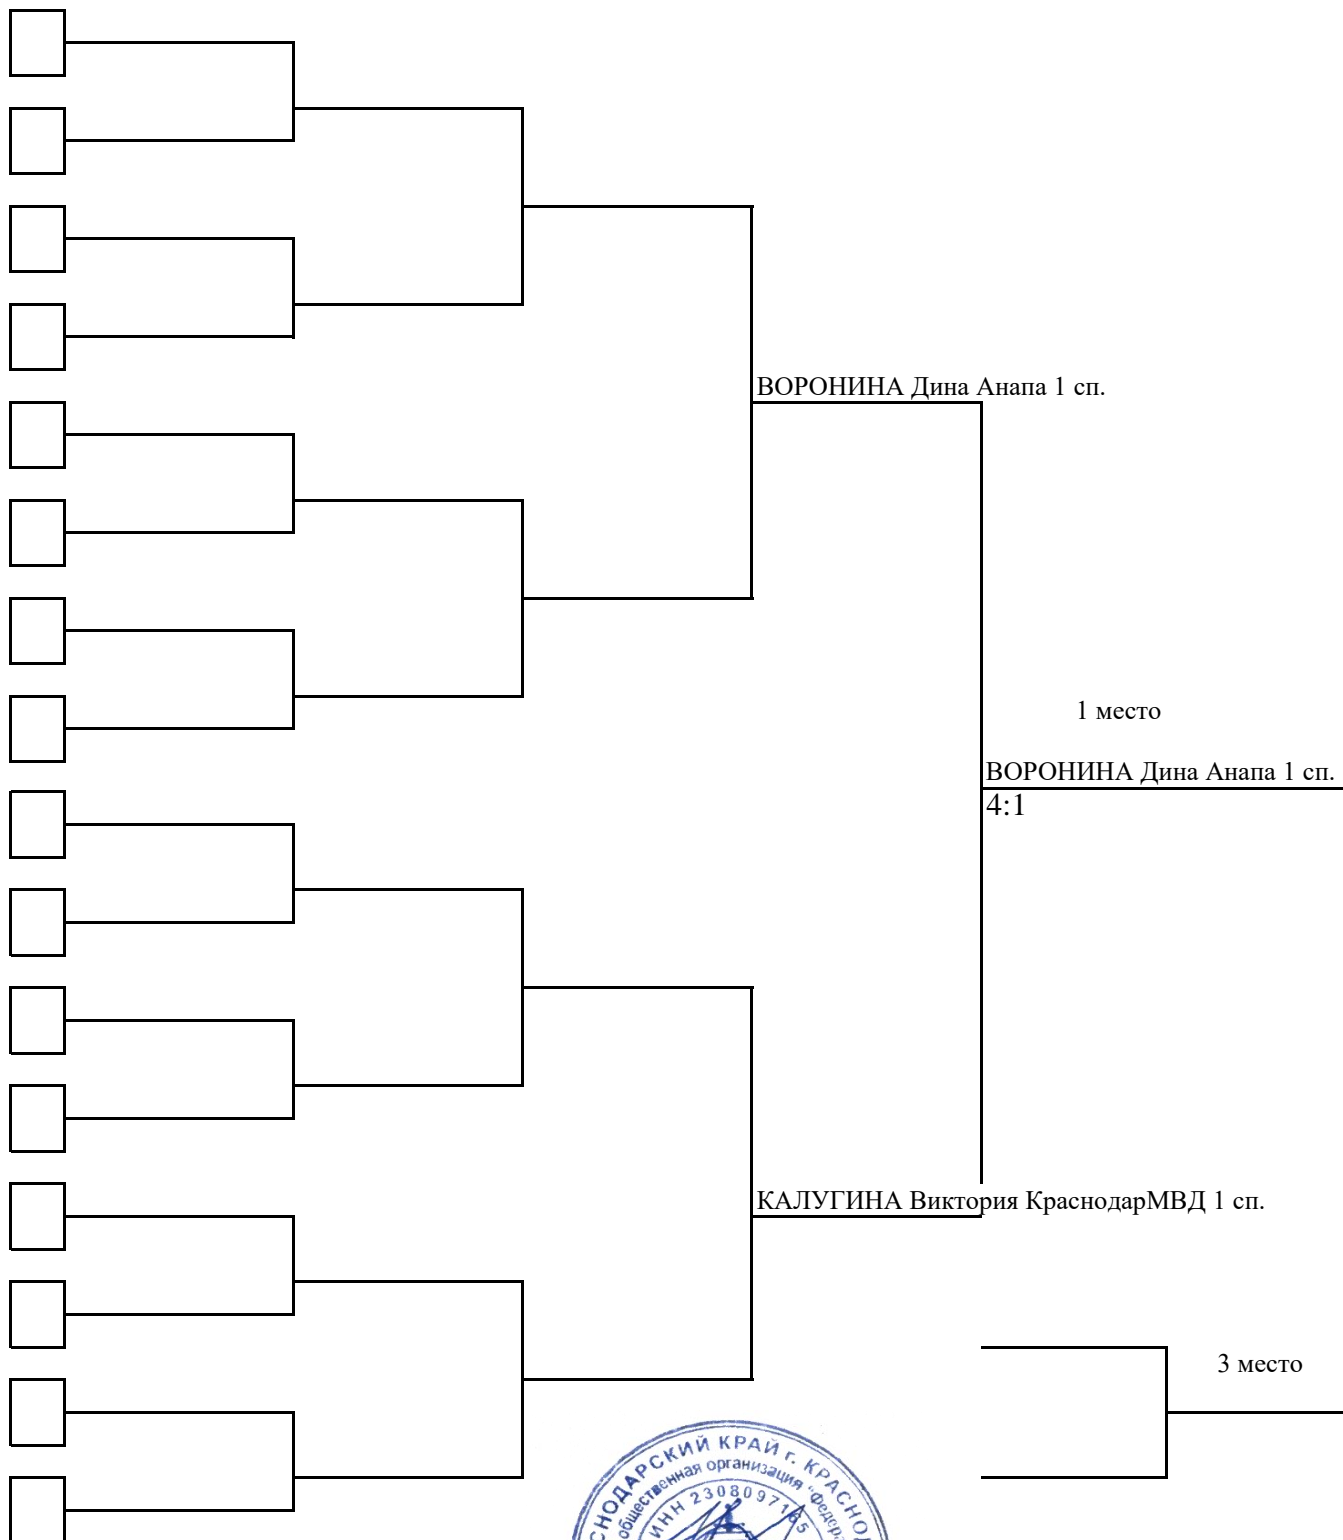 ВОРОНИНА Дина Анапа 1 сп.
1 место
ВОРОНИНА Дина Анапа 1 сп.
4:1
КАЛУГИНА Виктория КраснодарМВД 1 сп.
3 место
КРАЙ г.
общественная организация
ИНН 2308097165